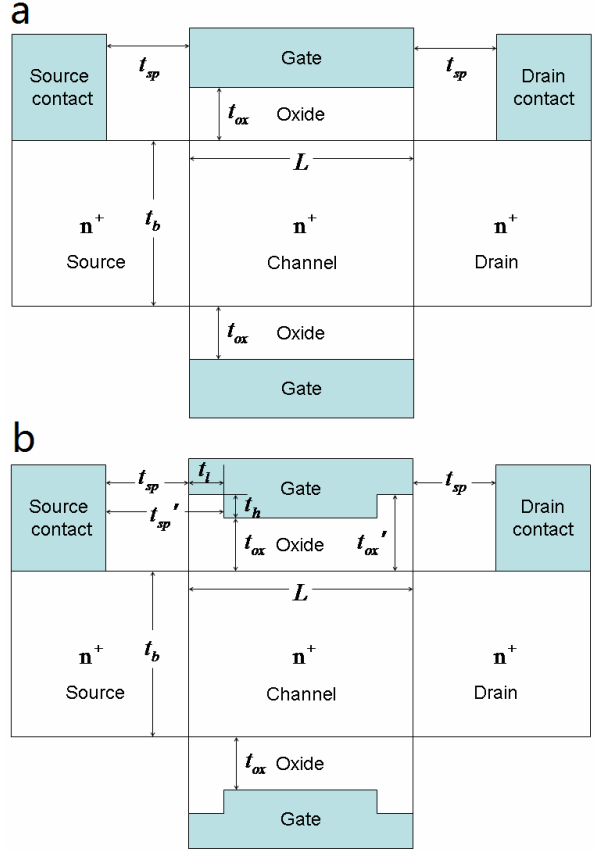 a
Source
contact
t_sp
Gate
t_sp
Drain
contact
t_ox
Oxide
L
t_b
n+
Source
n+
Channel
n+
Drain
t_ox
Oxide
Gate
b
Source
contact
t_sp
t_l
Gate
t_sp
Drain
contact
t_sp'
t_h
t_ox
Oxide
t_ox'
L
t_b
n+
Source
n+
Channel
n+
Drain
t_ox
Oxide
Gate